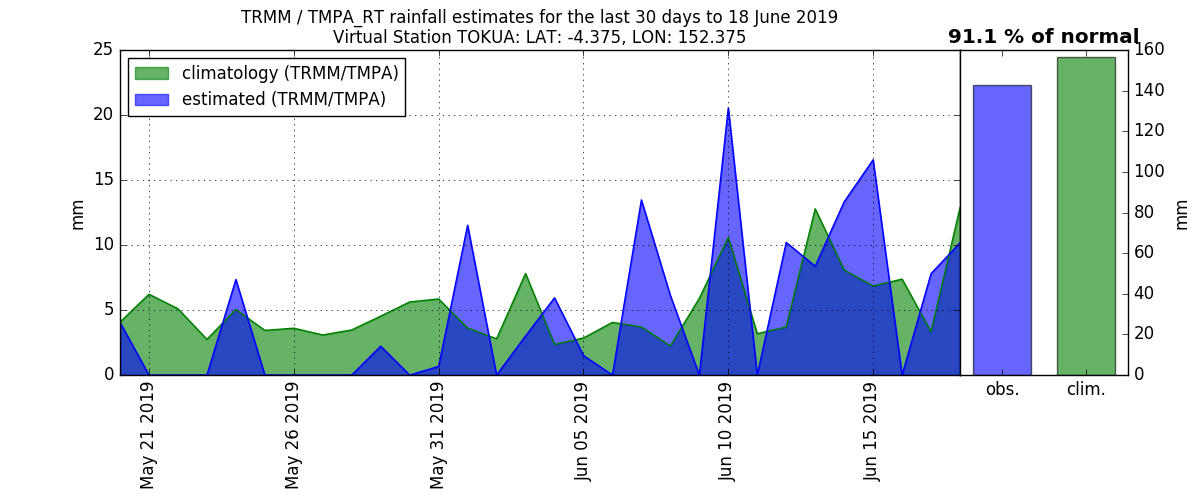 TRMM / TMPA_RT rainfall estimates for the last 30 days to 18 June 2019
Virtual Station TOKUA: LAT: -4.375, LON: 152.375
91.1 % of normal
climatology (TRMM/TMPA)
estimated (TRMM/TMPA)
25
20
15
10
5
0
mm
May 21 2019
May 26 2019
May 31 2019
Jun 05 2019
Jun 10 2019
Jun 15 2019
160
140
120
100
80
60
40
20
0
mm
obs.
clim.